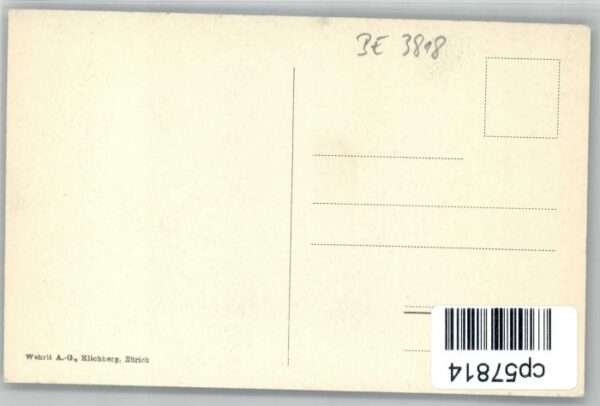 BE 3818
Wehrli A.-G., Kilchberg, Zürich
cp57814